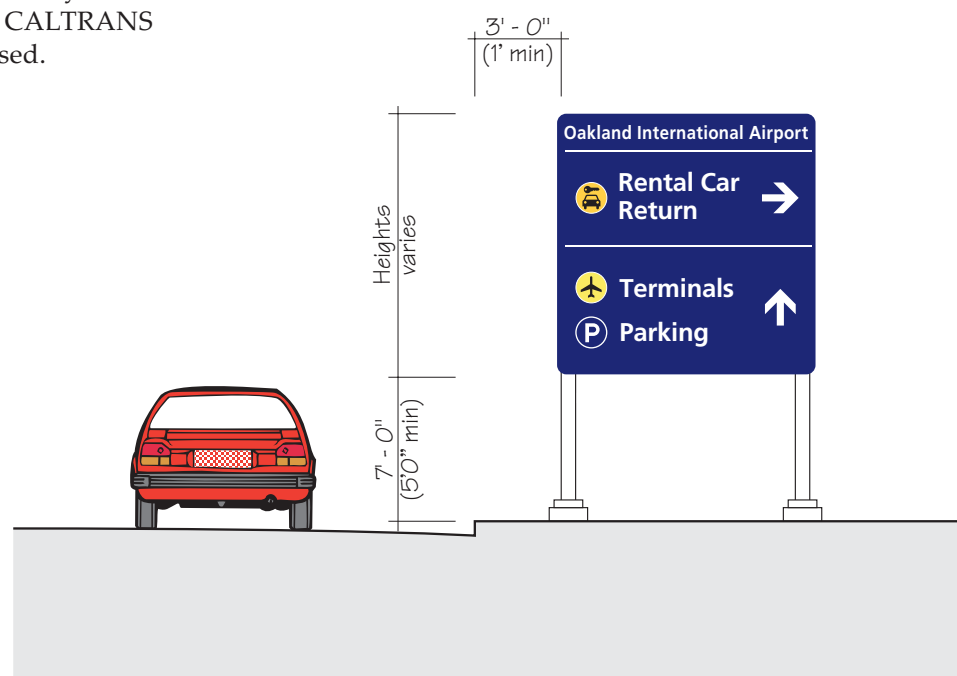 CALTRANS
sed.
3' - 0"
(1' min)
Heights
varies
7' - 0"
(5'0" min)
Oakland International Airport
Rental Car
Return
Terminals
P Parking